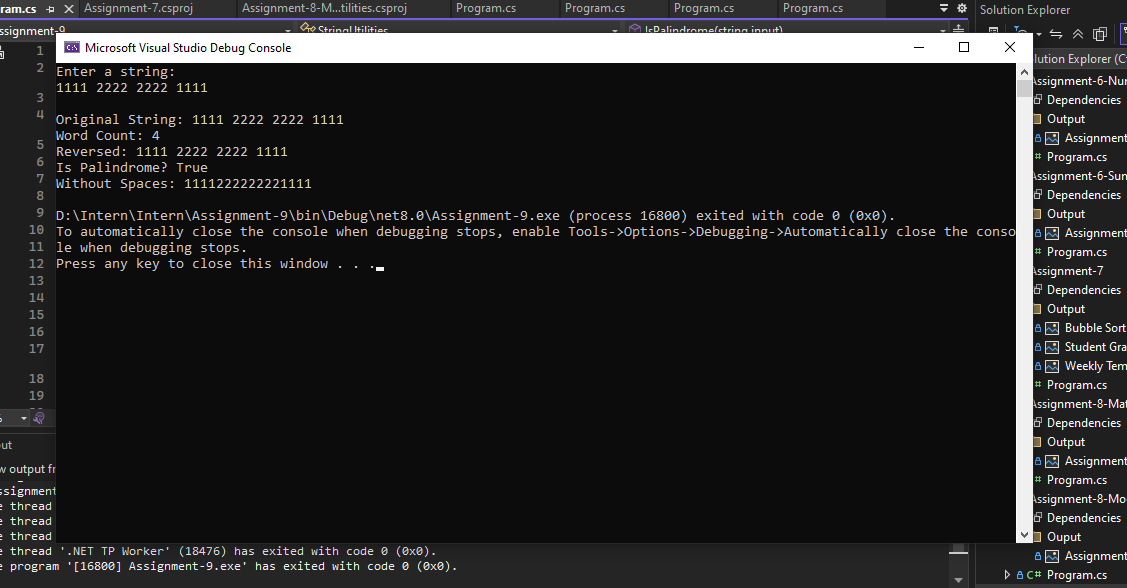 ram.cs
Assignment-7.csproj
Assignment-8-M...tilities.csproj
Program.cs
Program.cs
Program.cs
Program.cs
Solution Explorer
ssignment-9
StringUtilities
IsPalindrome(string input)
Microsoft Visual Studio Debug Console
Enter a string:
1111 2222 2222 1111
Original String: 1111 2222 2222 1111
Word Count: 4
Reversed: 1111 2222 2222 1111
Is Palindrome? True
Without Spaces: 1111222222221111
D:\Intern\Intern\Assignment-9\bin\Debug\net8.0\Assignment-9.exe (process 16800) exited with code 0 (0x0).
To automatically close the console when debugging stops, enable Tools->Options->Debugging->Automatically close the conso
le when debugging stops.
Press any key to close this window . . .
1
2
3
4
5
6
7
8
9
10
11
12
13
14
15
16
17
18
19
ut
w output fr
ssignment
e thread
e thread
e thread
e thread '.NET TP Worker' (18476) has exited with code 0 (0x0).
e program '[16800] Assignment-9.exe' has exited with code 0 (0x0).
lution Explorer (C
Assignment-6-Nur
Dependencies
Output
Assignment
Program.cs
Assignment-6-Sun
Dependencies
Output
Assignment
Program.cs
Assignment-7
Dependencies
Output
Bubble Sort
Student Gra
Weekly Tem
Program.cs
Assignment-8-Mat
Dependencies
Output
Assignment
Program.cs
Assignment-8-Mo
Dependencies
Ouput
Assignment
C# Program.cs